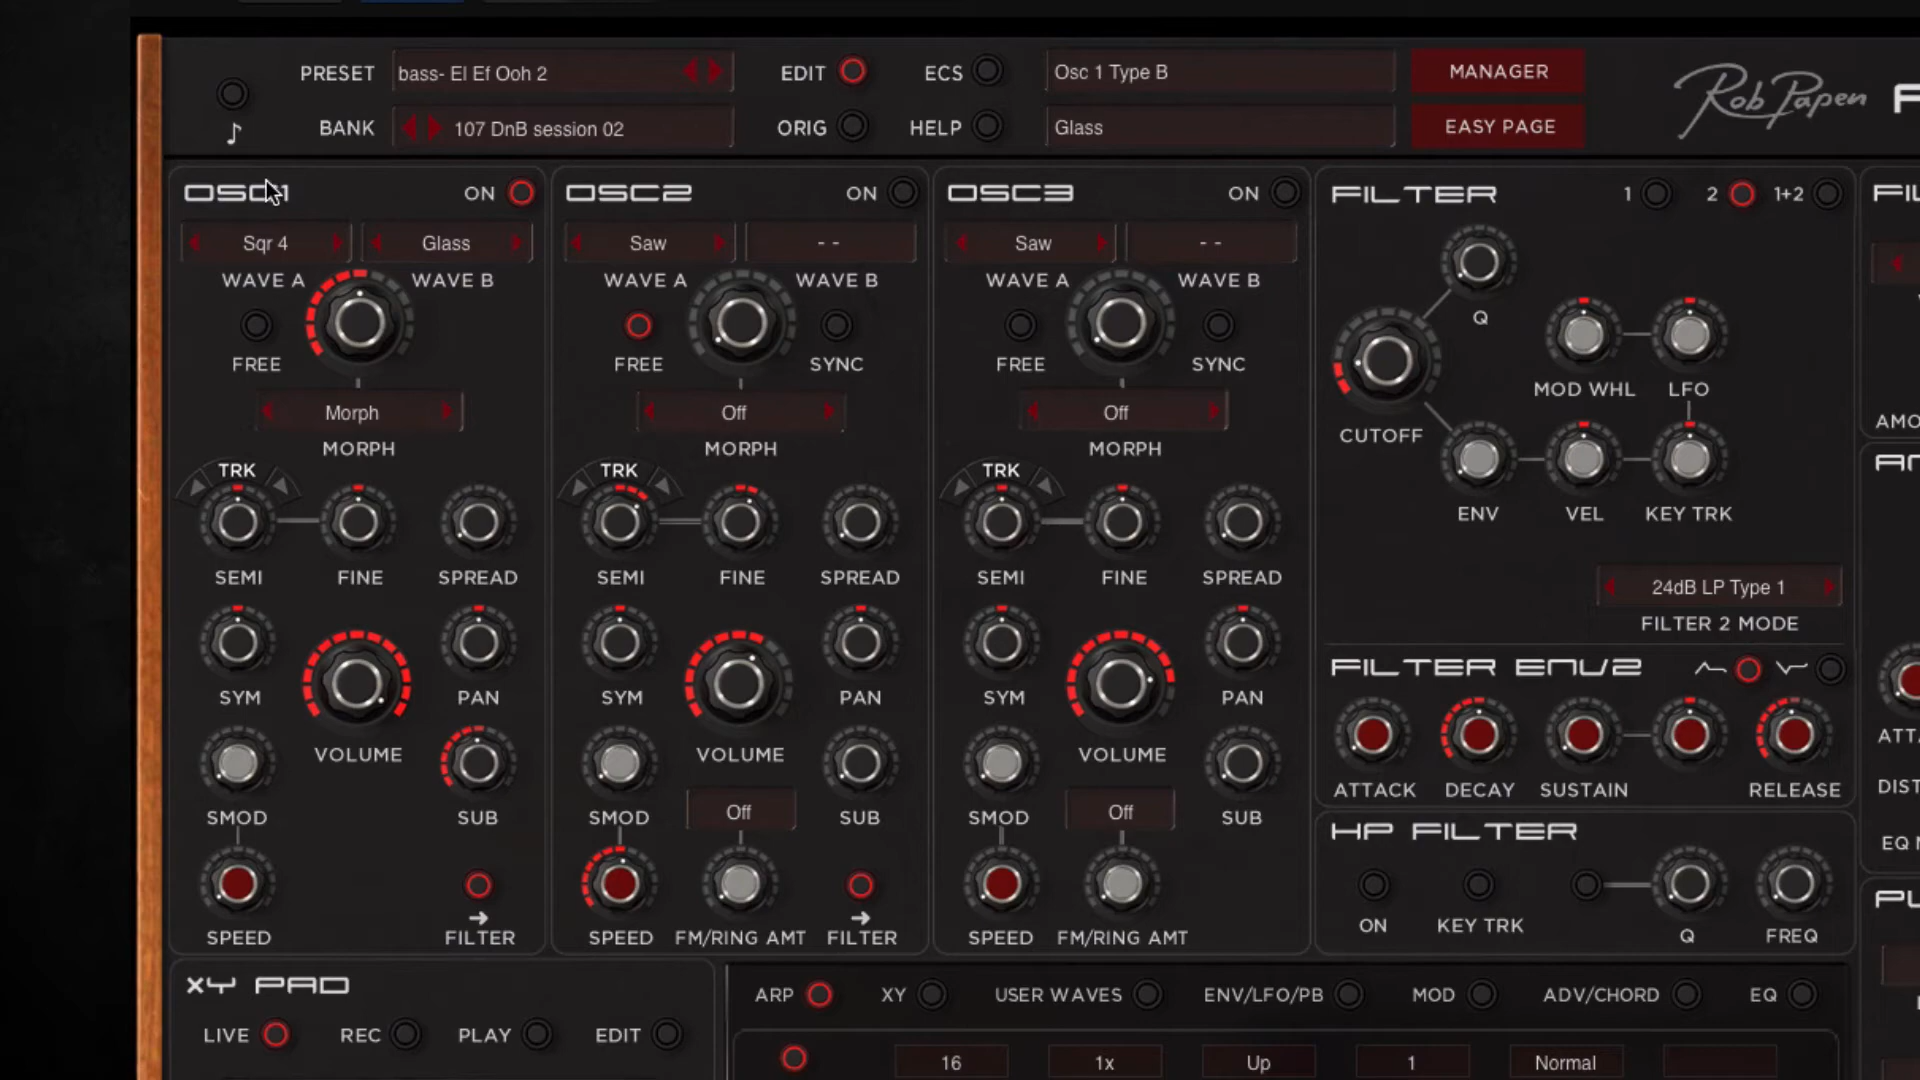 PRESET bass- El Ef Ooh 2 EDIT ECS Osc 1 Type B MANAGER
Rob Papen
BANK 107 DnB session 02 ORIG HELP Glass EASY PAGE
OSC1 ON OSC2 ON OSC3 ON FILTER 1 2 1+2
Sqr 4 Glass Saw - - Saw - -
WAVE A WAVE B WAVE A WAVE B WAVE A WAVE B
Q
FREE FREE SYNC FREE SYNC
MOD WHL LFO
Morph Off Off
CUTOFF
MORPH MORPH MORPH
TRK TRK TRK
ENV VEL KEY TRK
SEMI FINE SPREAD SEMI FINE SPREAD SEMI FINE SPREAD
24dB LP Type 1
FILTER 2 MODE
FILTER ENV2
SYM PAN SYM PAN SYM PAN
VOLUME VOLUME VOLUME
ATTACK DECAY SUSTAIN RELEASE
SMOD SUB SMOD Off SUB SMOD Off SUB
HP FILTER
SPEED FILTER SPEED FM/RING AMT FILTER SPEED FM/RING AMT
ON KEY TRK Q FREQ
XY PAD
ARP XY USER WAVES ENV/LFO/PB MOD ADV/CHORD EQ
LIVE REC PLAY EDIT
16 1x Up 1 Normal